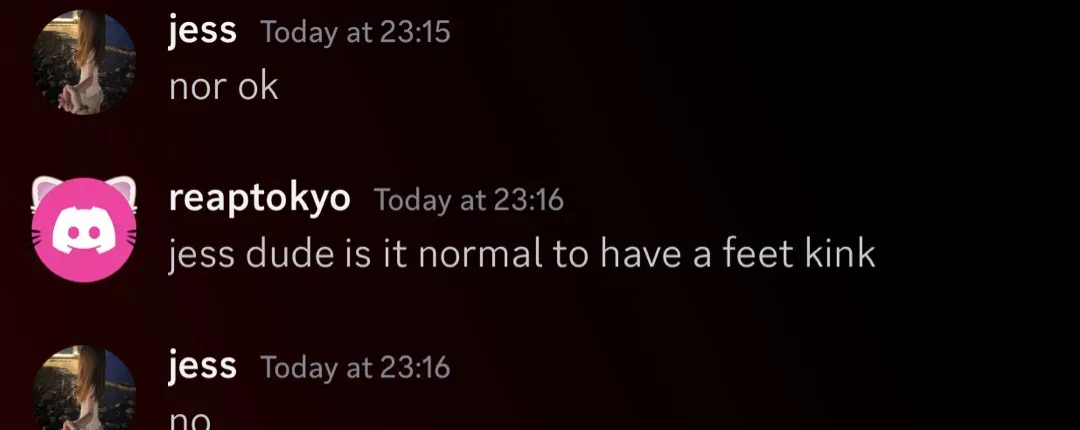 jess Today at 23:15
nor ok
reaptokyo Today at 23:16
jess dude is it normal to have a feet kink
jess Today at 23:16
no